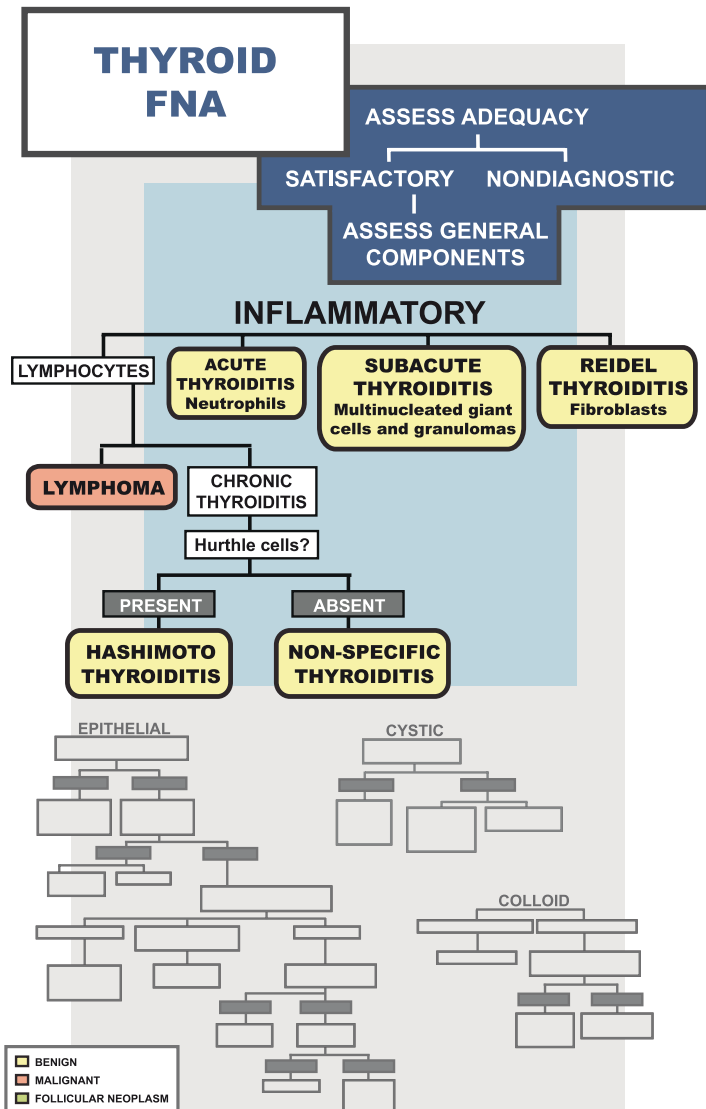 THYROID
FNA
ASSESS ADEQUACY
SATISFACTORY
NONDIAGNOSTIC
ASSESS GENERAL
COMPONENTS
INFLAMMATORY
LYMPHOCYTES
ACUTE
THYROIDITIS
Neutrophils
SUBACUTE
THYROIDITIS
Multinucleated giant
cells and granulomas
REIDEL
THYROIDITIS
Fibroblasts
LYMPHOMA
CHRONIC
THYROIDITIS
Hurthle cells?
PRESENT
ABSENT
HASHIMOTO
THYROIDITIS
NON-SPECIFIC
THYROIDITIS
EPITHELIAL
CYSTIC
COLLOID
BENIGN
MALIGNANT
FOLLICULAR NEOPLASM